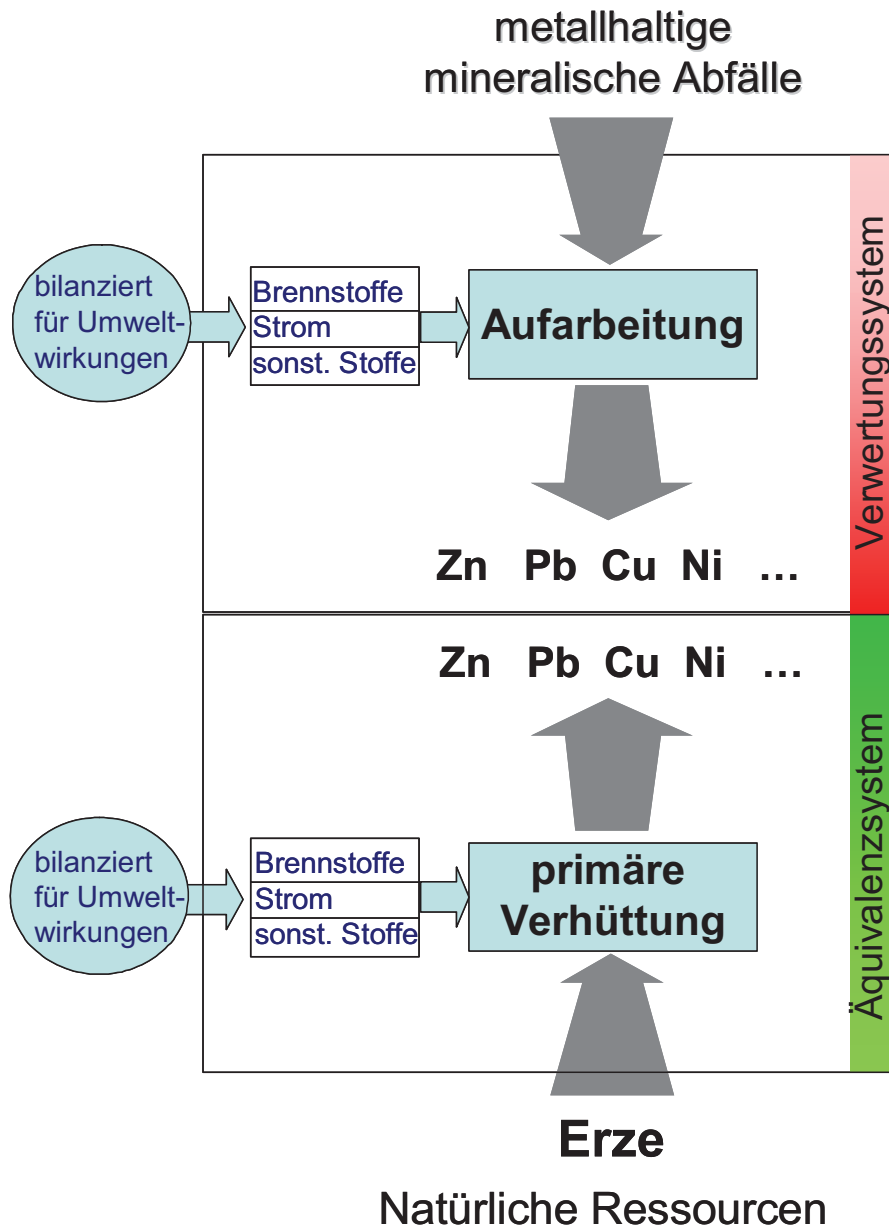 metallhaltige
mineralische Abfälle
bilanziert
für Umwelt-
wirkungen
Brennstoffe
Strom
sonst. Stoffe
Aufarbeitung
Verwertungssystem
Zn Pb Cu Ni …
Zn Pb Cu Ni …
bilanziert
für Umwelt-
wirkungen
Brennstoffe
Strom
sonst. Stoffe
primäre
Verhüttung
Äquivalenzsystem
Erze
Natürliche Ressourcen